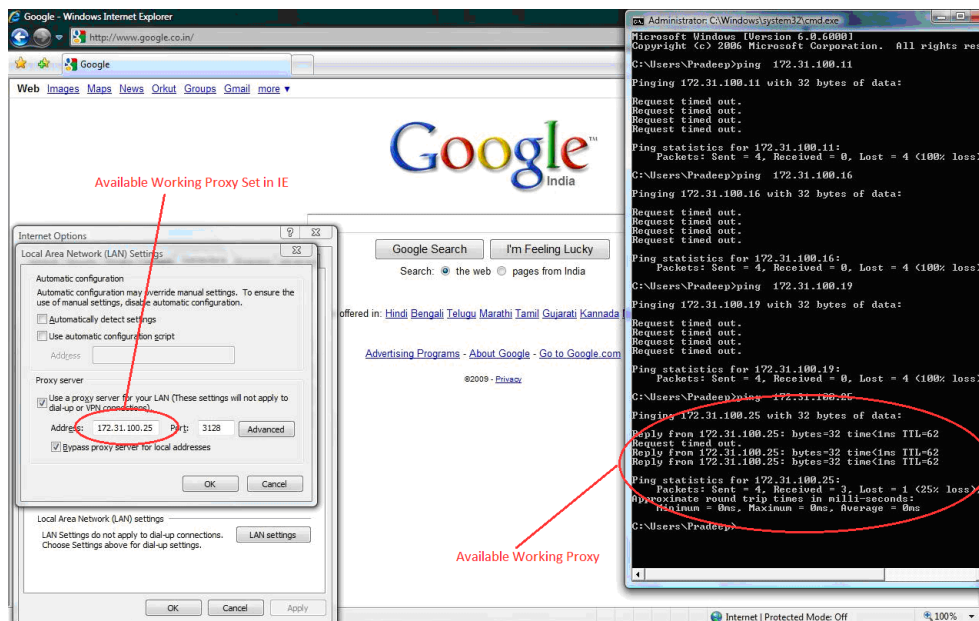 Google - Windows Internet Explorer
http://www.google.co.in/
Google
Web Images Maps News Orkut Groups Gmail more ▼
Google™
India
Available Working Proxy Set in IE
Google Search I'm Feeling Lucky
Search: the web pages from India
offered in: Hindi Bengali Telugu Marathi Tamil Gujarati Kannada
Advertising Programs - About Google - Go to Google.com
©2009 - Privacy
Internet Options
Local Area Network (LAN) Settings
Automatic configuration
Automatic configuration may override manual settings. To ensure the
use of manual settings, disable automatic configuration.
Automatically detect settings
Use automatic configuration script
Address
Proxy server
Use a proxy server for your LAN (These settings will not apply to
dial-up or VPN connections).
Address: 172.31.100.25 Port: 3128 Advanced
Bypass proxy server for local addresses
OK Cancel
Local Area Network (LAN) settings
LAN Settings do not apply to dial-up connections.
Choose Settings above for dial-up settings.
LAN settings
OK Cancel Apply
Available Working Proxy
Administrator: C:\Windows\system32\cmd.exe
Microsoft Windows [Version 6.0.6000]
Copyright (c) 2006 Microsoft Corporation. All rights res
C:\Users\Pradeep>ping 172.31.100.11
Pinging 172.31.100.11 with 32 bytes of data:
Request timed out.
Request timed out.
Request timed out.
Request timed out.
Ping statistics for 172.31.100.11:
Packets: Sent = 4, Received = 0, Lost = 4 (100% loss)
C:\Users\Pradeep>ping 172.31.100.16
Pinging 172.31.100.16 with 32 bytes of data:
Request timed out.
Request timed out.
Request timed out.
Request timed out.
Ping statistics for 172.31.100.16:
Packets: Sent = 4, Received = 0, Lost = 4 (100% loss)
C:\Users\Pradeep>ping 172.31.100.19
Pinging 172.31.100.19 with 32 bytes of data:
Request timed out.
Request timed out.
Request timed out.
Request timed out.
Ping statistics for 172.31.100.19:
Packets: Sent = 4, Received = 0, Lost = 4 (100% loss)
C:\Users\Pradeep>ping 172.31.100.25
Pinging 172.31.100.25 with 32 bytes of data:
Reply from 172.31.100.25: bytes=32 time<1ms TTL=62
Request timed out.
Reply from 172.31.100.25: bytes=32 time<1ms TTL=62
Reply from 172.31.100.25: bytes=32 time<1ms TTL=62
Ping statistics for 172.31.100.25:
Packets: Sent = 4, Received = 3, Lost = 1 (25% loss)
Approximate round trip times in milli-seconds:
Minimum = 0ms, Maximum = 0ms, Average = 0ms
C:\Users\Pradeep>
Internet | Protected Mode: Off 100%